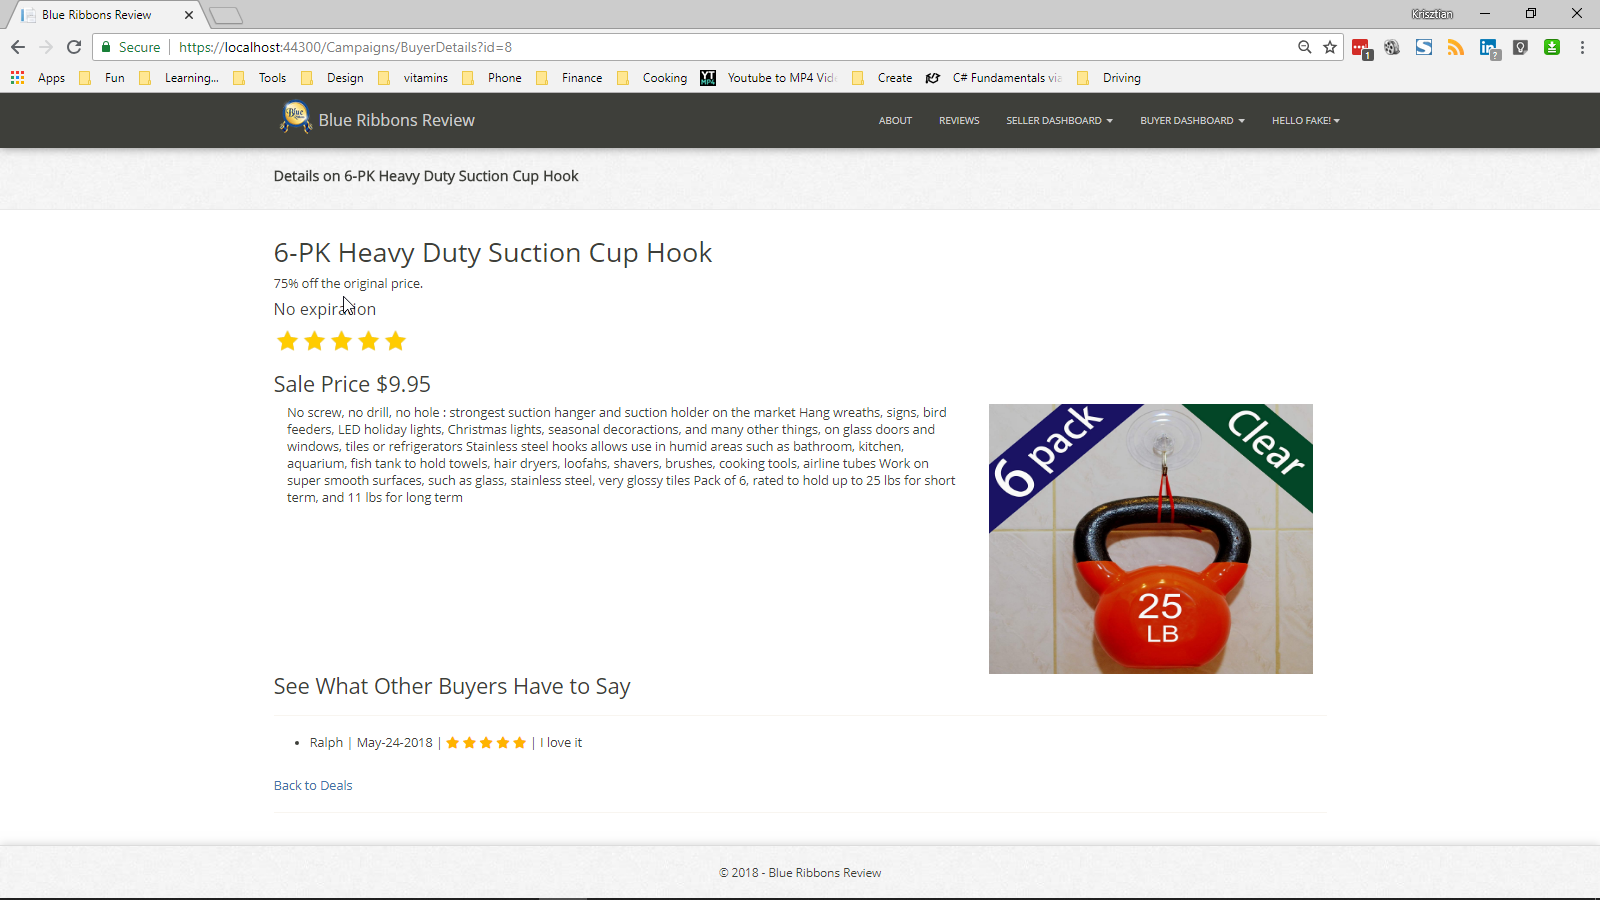 Blue Ribbons Review
Krisztian
Secure
https://localhost:44300/Campaigns/BuyerDetails?id=8
1
?
Apps
Fun
Learning...
Tools
Design
vitamins
Phone
Finance
Cooking
YT
MP4
Youtube to MP4 Vid
Create
C# Fundamentals via
Driving
Blue
Blue Ribbons Review
ABOUT
REVIEWS
SELLER DASHBOARD
BUYER DASHBOARD
HELLO FAKE!
Details on 6-PK Heavy Duty Suction Cup Hook
6-PK Heavy Duty Suction Cup Hook
75% off the original price.
No expiration
Sale Price $9.95
No screw, no drill, no hole : strongest suction hanger and suction holder on the market Hang wreaths, signs, bird
feeders, LED holiday lights, Christmas lights, seasonal decoractions, and many other things, on glass doors and
windows, tiles or refrigerators Stainless steel hooks allows use in humid areas such as bathroom, kitchen,
aquarium, fish tank to hold towels, hair dryers, loofahs, shavers, brushes, cooking tools, airline tubes Work on
super smooth surfaces, such as glass, stainless steel, very glossy tiles Pack of 6, rated to hold up to 25 lbs for short
term, and 11 lbs for long term
6 pack
Clear
25
LB
See What Other Buyers Have to Say
Ralph | May-24-2018 | | I love it
Back to Deals
© 2018 - Blue Ribbons Review